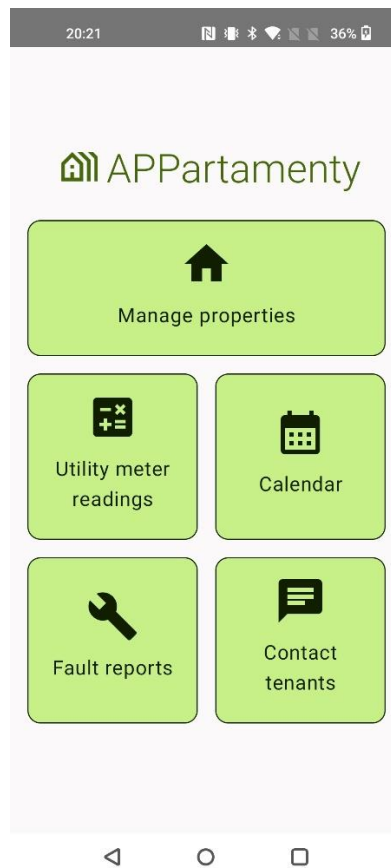 20:21
36%
APPartamenty
Manage properties
Utility meter
readings
Calendar
Fault reports
Contact
tenants